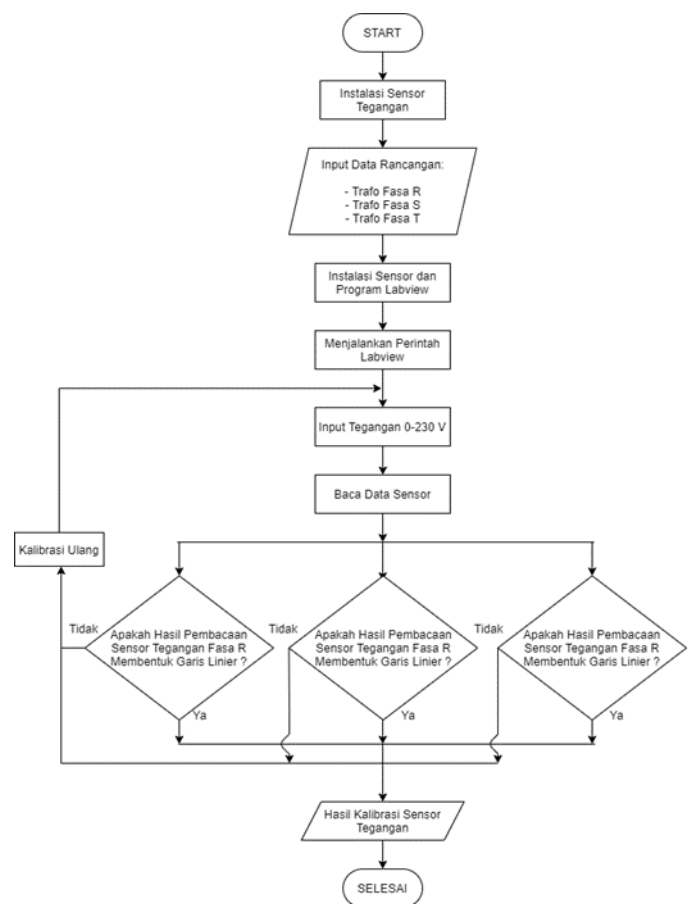 START
Instalasi Sensor
Tegangan
Input Data Rancangan:
- Trafo Fasa R
- Trafo Fasa S
- Trafo Fasa T
Instalasi Sensor dan
Program Labview
Menjalankan Perintah
Labview
Input Tegangan 0-230 V
Baca Data Sensor
Kalibrasi Ulang
Tidak
Apakah Hasil Pembacaan
Sensor Tegangan Fasa R
Membentuk Garis Linier ?
Ya
Tidak
Apakah Hasil Pembacaan
Sensor Tegangan Fasa R
Membentuk Garis Linier ?
Ya
Tidak
Apakah Hasil Pembacaan
Sensor Tegangan Fasa R
Membentuk Garis Linier ?
Ya
Hasil Kalibrasi Sensor
Tegangan
SELESAI